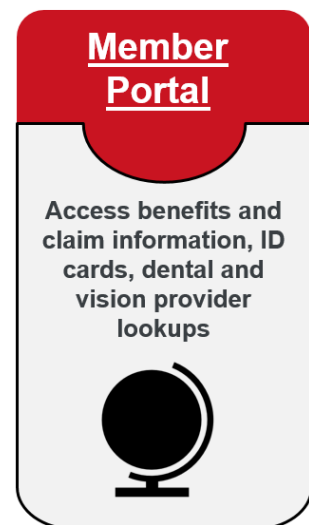 Member
Portal
Access benefits and
claim information, ID
cards, dental and
vision provider
lookups